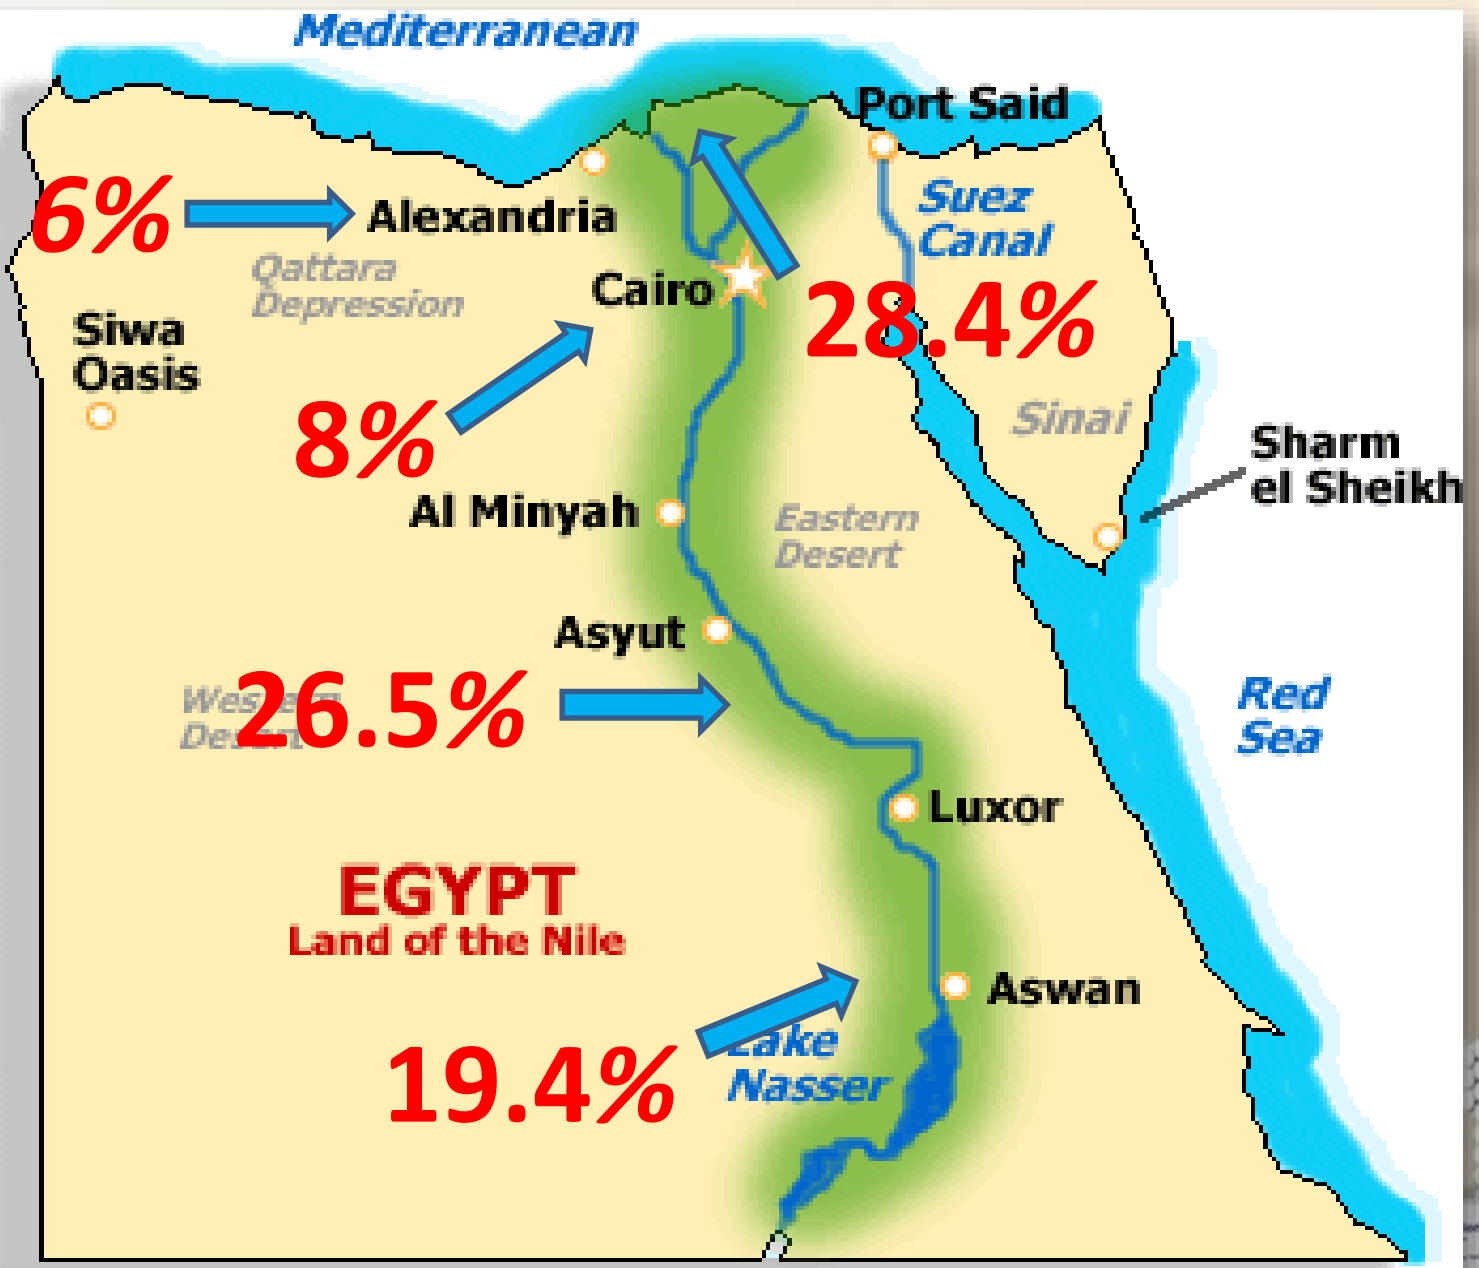 Mediterranean
Port Said
6%
Alexandria
Suez
Canal
Qattara
Depression
Cairo
28.4%
Siwa
Oasis
8%
Sinai
Sharm
el Sheikh
Al Minyah
Eastern
Desert
Asyut
Western
Desert
26.5%
Red
Sea
Luxor
EGYPT
Land of the Nile
Aswan
19.4%
Lake
Nasser